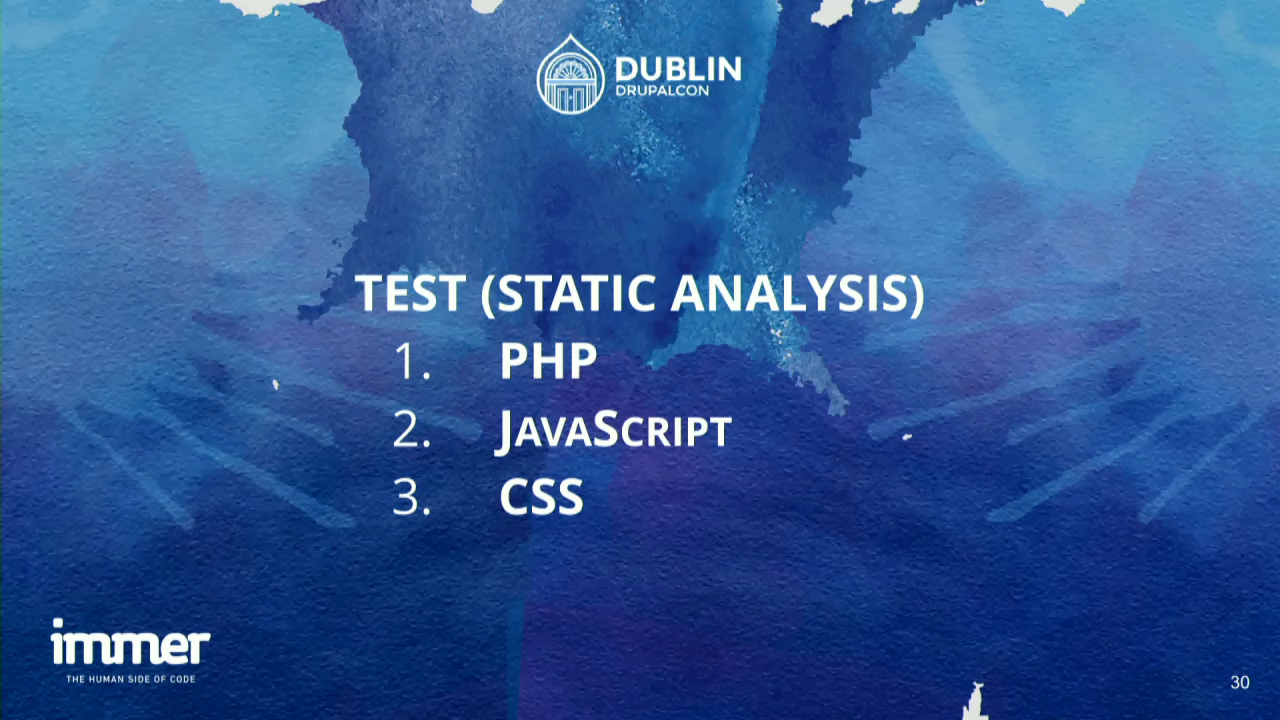 DUBLIN
DRUPALCON
TEST (STATIC ANALYSIS)
1. PHP
2. JAVASCRIPT
3. CSS
immer
THE HUMAN SIDE OF CODE
30